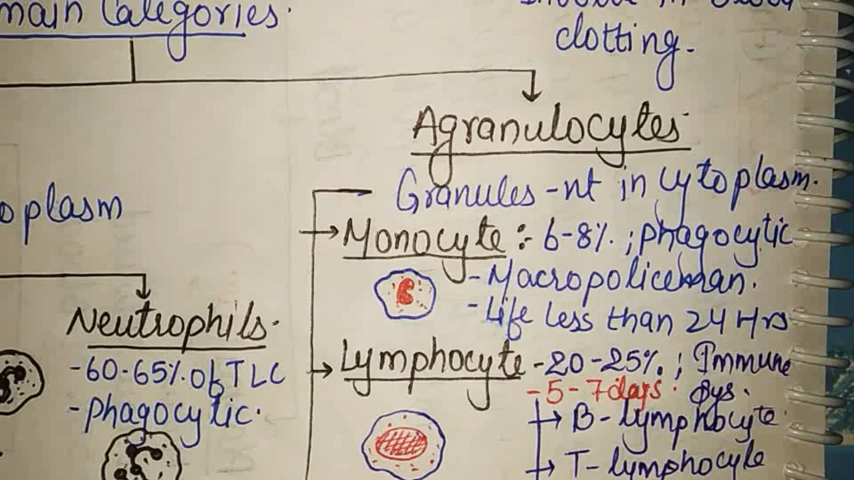 main Categories.
clotting.
Agranulocytes
Granules -nt in cytoplasm.
oplasm
Monocyte :- 6-8% ; phagocytic
- Macropoliceman.
- Life less than 24 Hrs
Neutrophils.
-60-65% of TLC
- phagocytic.
Lymphocyte -20-25% ; Immune
-5-7 days. sys.
B- lymphocyte.
T- lymphocyte